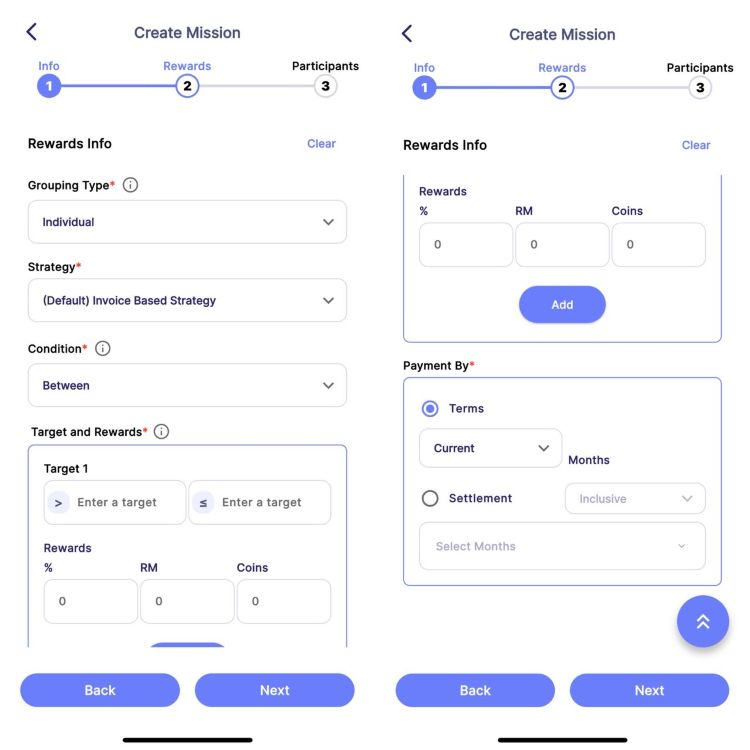 Create Mission
Info Rewards Participants
1 2 3
Rewards Info Clear
Grouping Type* i
Individual
Strategy*
(Default) Invoice Based Strategy
Condition* i
Between
Target and Rewards* i
Target 1
> Enter a target ≤ Enter a target
Rewards
% RM Coins
0 0 0
Back Next
Create Mission
Info Rewards Participants
1 2 3
Rewards Info Clear
Rewards
% RM Coins
0 0 0
Add
Payment By*
Terms
Current
Months
Settlement Inclusive
Select Months
Back Next